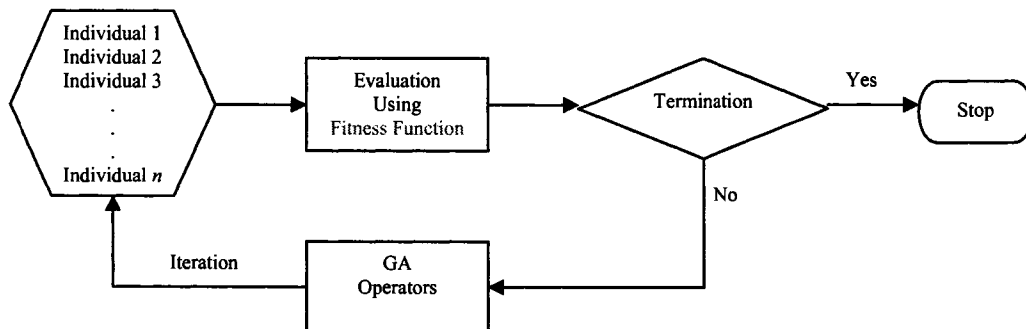 Individual 1
Individual 2
Individual 3
.
.
.
Individual n
Evaluation
Using
Fitness Function
Termination
Yes
Stop
No
Iteration
GA
Operators